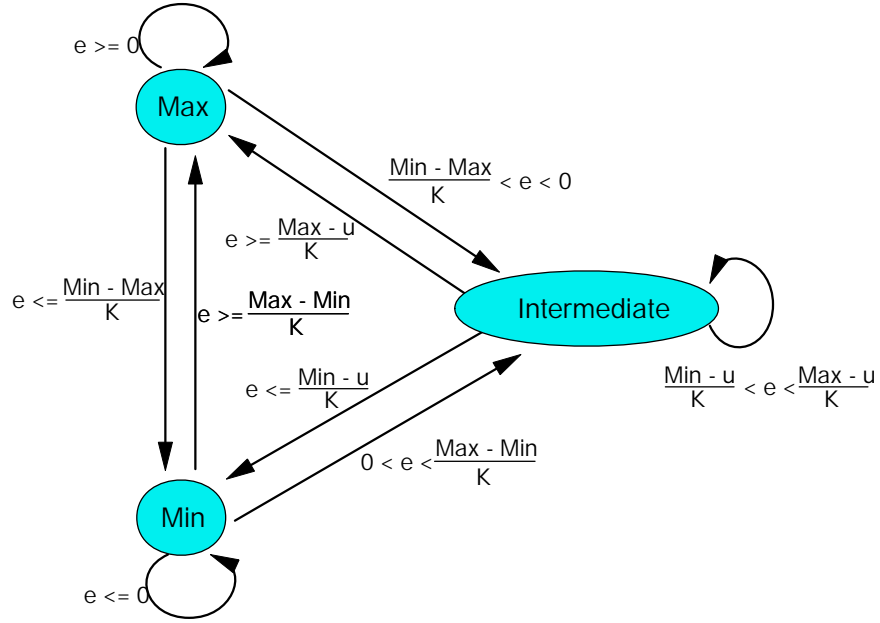 e >= 0
Max
Min - Max
K
< e < 0
e >=
Max - u
K
e <=
Min - Max
K
e >=
Max - Min
K
Intermediate
e <=
Min - u
K
Min - u
K
< e <
Max - u
K
0 < e <
Max - Min
K
Min
e <= 0